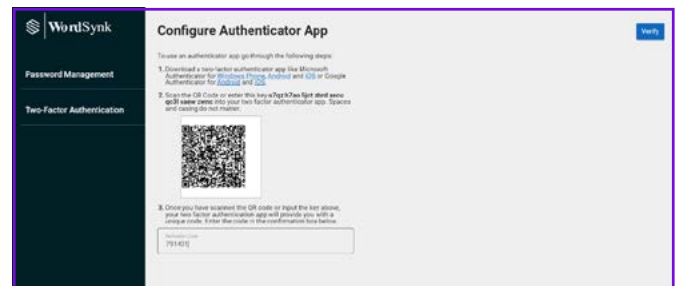 WordSynk
Configure Authenticator App
Verify
To use an authenticator app go through the following steps:
Password Management
1. Download a two-factor authenticator app like Microsoft
Authenticator for Windows Phone, Android and iOS or Google
Authenticator for Android and iOS.
2. Scan the QR Code or enter this key
into your two factor authenticator app. Spaces
and casing do not matter.
Two-Factor Authentication
3. Once you have scanned the QR code or input the key above,
your two factor authentication app will provide you with a
unique code. Enter the code in the confirmation box below.
Verification Code
791431